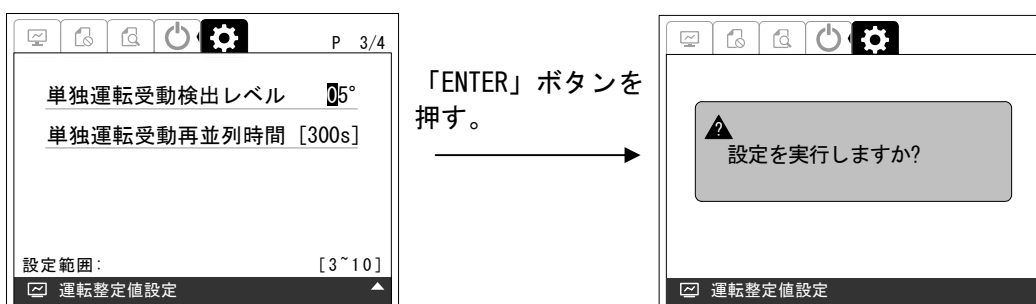 P 3/4
単独運転受動検出レベル 05°
単独運転受動再並列時間 [300s]
設定範囲: [3~10]
運転整定値設定
「ENTER」ボタンを
押す。
?
設定を実行しますか?
運転整定値設定